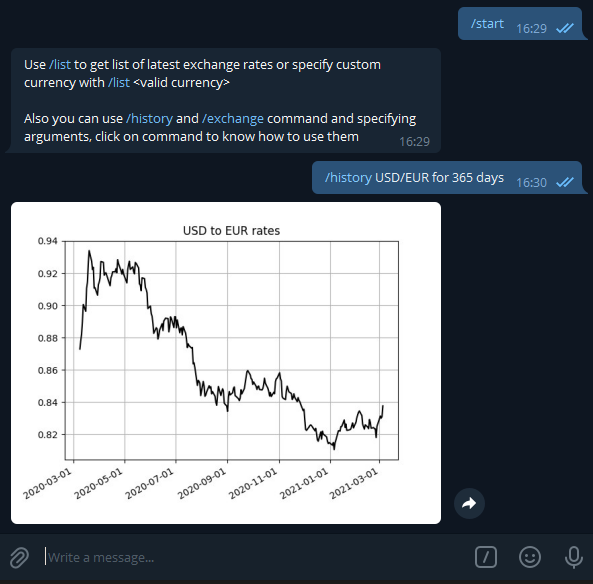 /start 16:29
Use /list to get list of latest exchange rates or specify custom
currency with /list <valid currency>
Also you can use /history and /exchange command and specifying
arguments, click on command to know how to use them 16:29
/history USD/EUR for 365 days 16:30
USD to EUR rates
0.94
0.92
0.90
0.88
0.86
0.84
0.82
2020-03-01 2020-05-01 2020-07-01 2020-09-01 2020-11-01 2021-01-01 2021-03-01
Write a message...